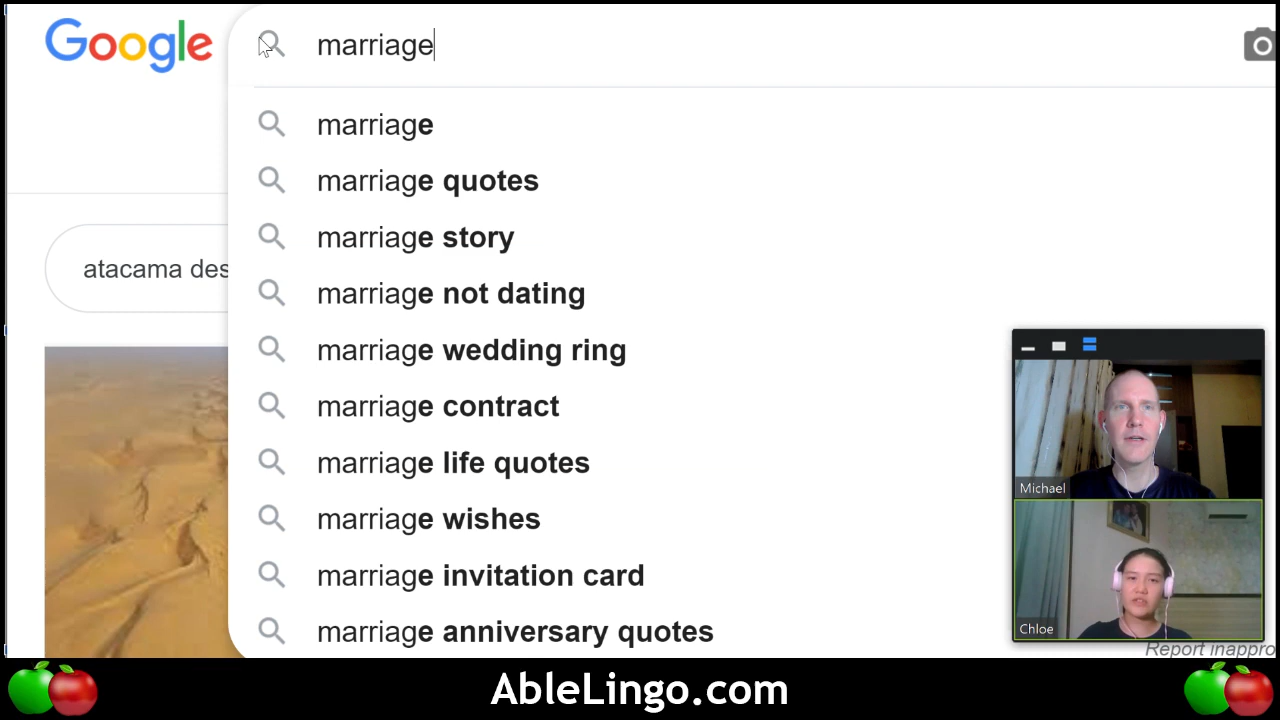 Google
marriage
marriage
marriage quotes
marriage story
atacama des
marriage not dating
marriage wedding ring
marriage contract
marriage life quotes
marriage wishes
marriage invitation card
marriage anniversary quotes
Michael
Chloe
Report inappro
AbleLingo.com